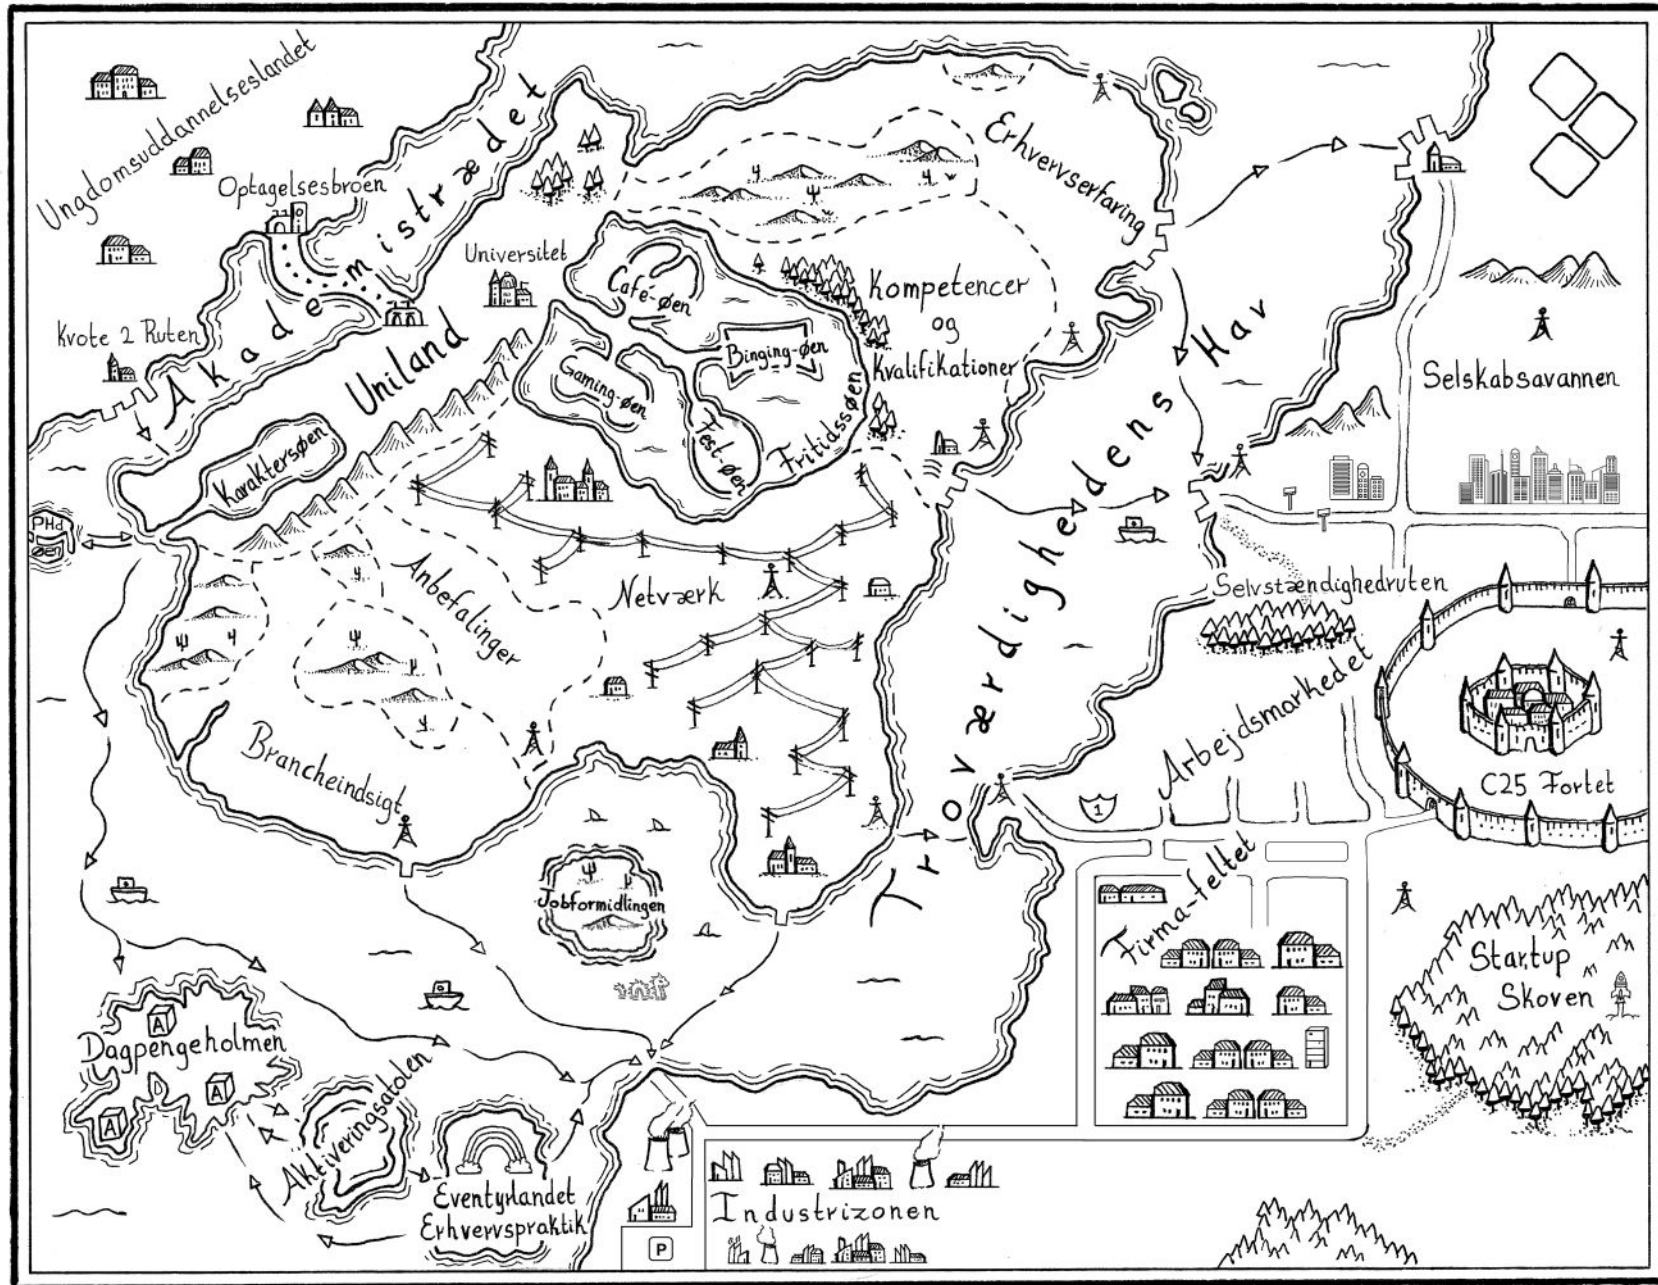 Ungdomsuddannelseslandet
Optagelsesbroen
Akademistrædet
Kvote 2 Ruten
Universitet
Uniland
Karaktersøen
PHd
øen
Café-øen
Gaming-øen
Binging-øen
Fest-øen
Fritidssøen
Erhvervserfaring
Kompetencer
og
Kvalifikationer
Anbefalinger
Netværk
Brancheindsigt
Jobformidlingen
Troværdighedens Hav
Selskabsavannen
Selvstændighedruten
Arbejdsmarkedet
C25 Fortet
1
Firma-feltet
Startup
Skoven
Dagpengeholmen
A
A
A
D
Aktiveringsatolen
Eventyrlandet
Erhvervspraktik
Industrizonen
P